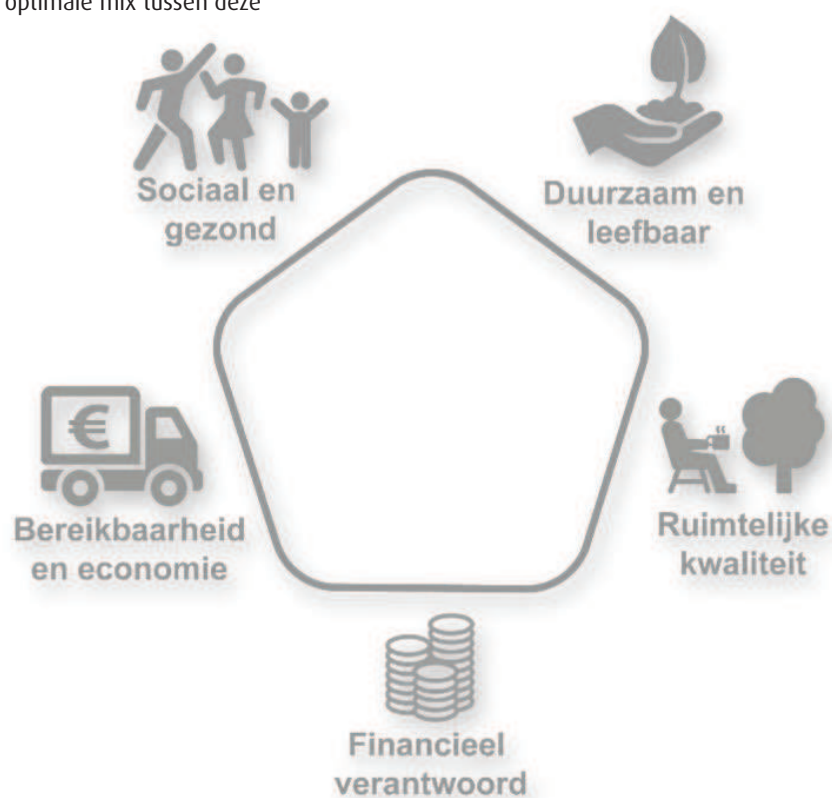 optimale mix tussen deze
Sociaal en
gezond
Duurzaam en
leefbaar
€
Bereikbaarheid
en economie
Ruimtelijke
kwaliteit
Financieel
verantwoord